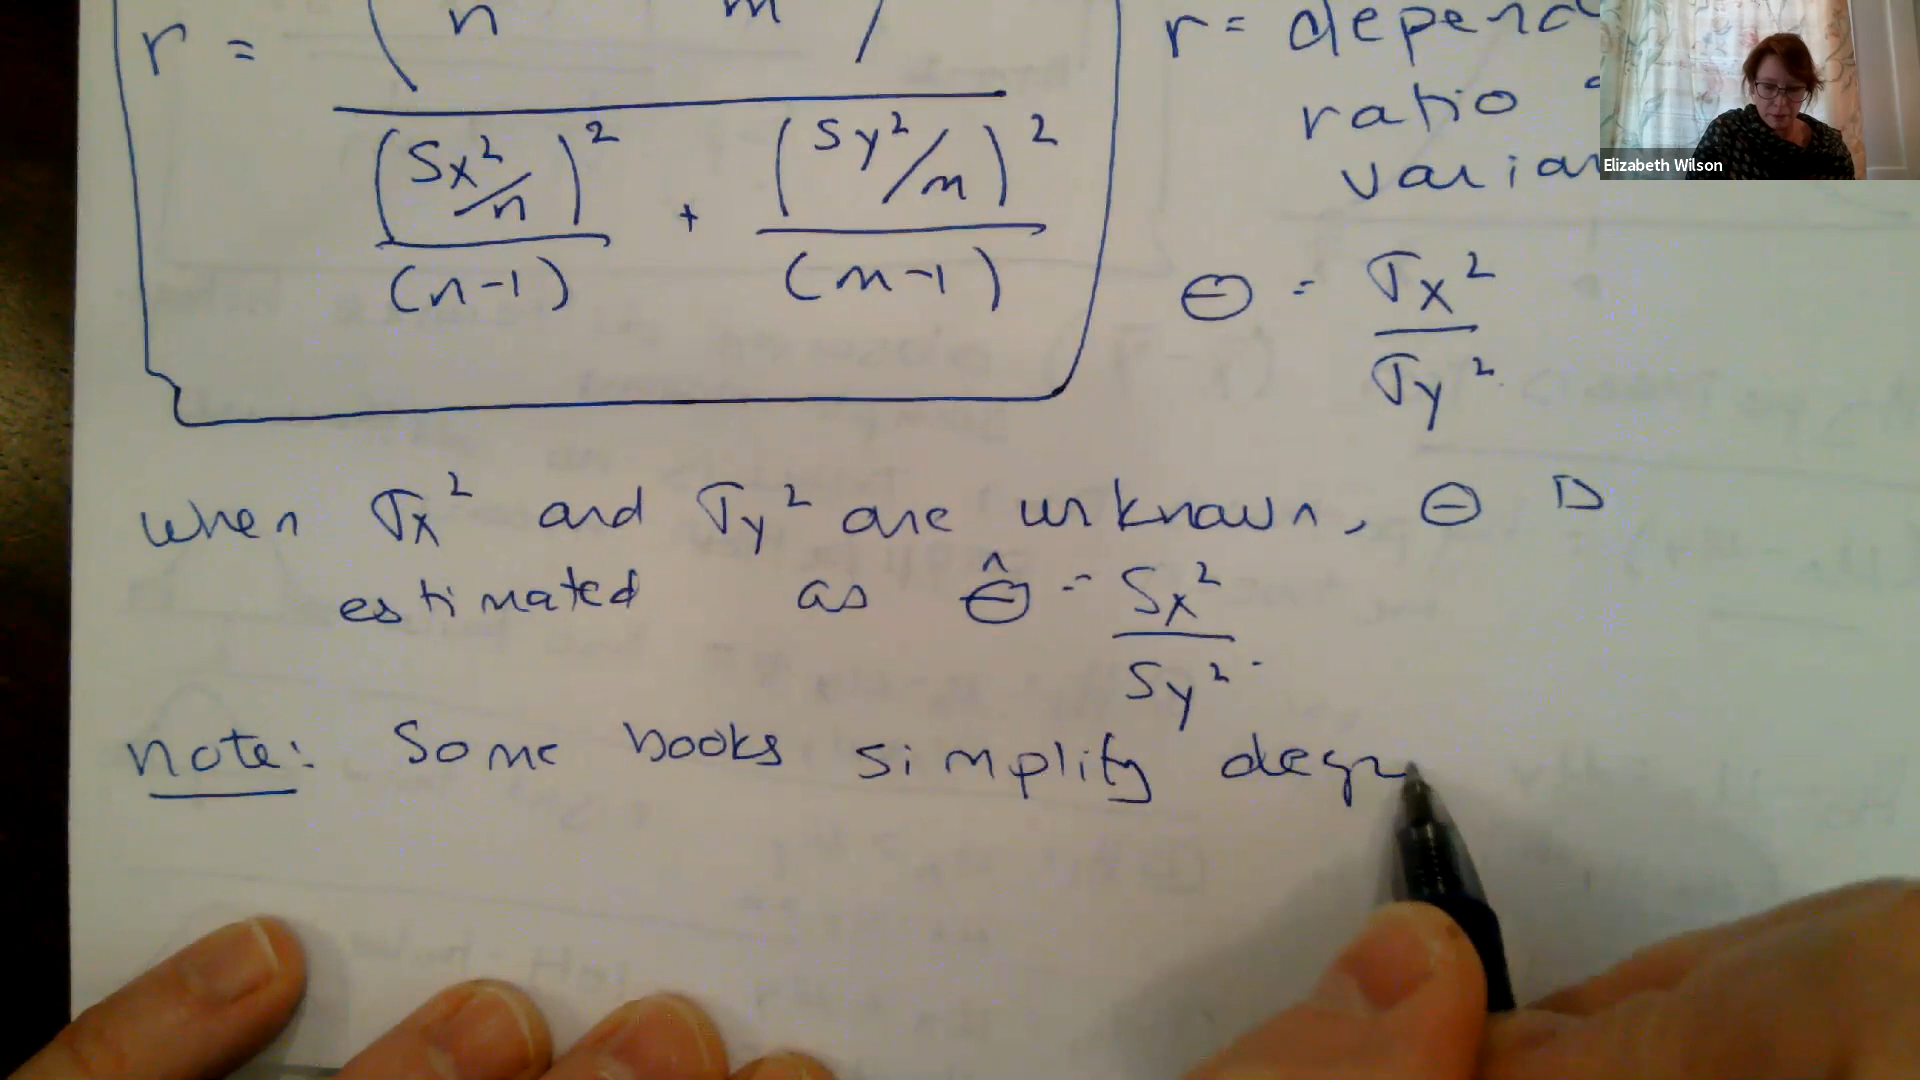 r = ( n m )
(Sx²/n)² + (Sy²/m)²
(n-1) (m-1)
r = depend
ratio
varian
Elizabeth Wilson
Θ = σx²
σy²
when σx² and σy² are unknown, Θ is
estimated as Θ̂ = Sx²
Sy².
note: Some books simplify degr